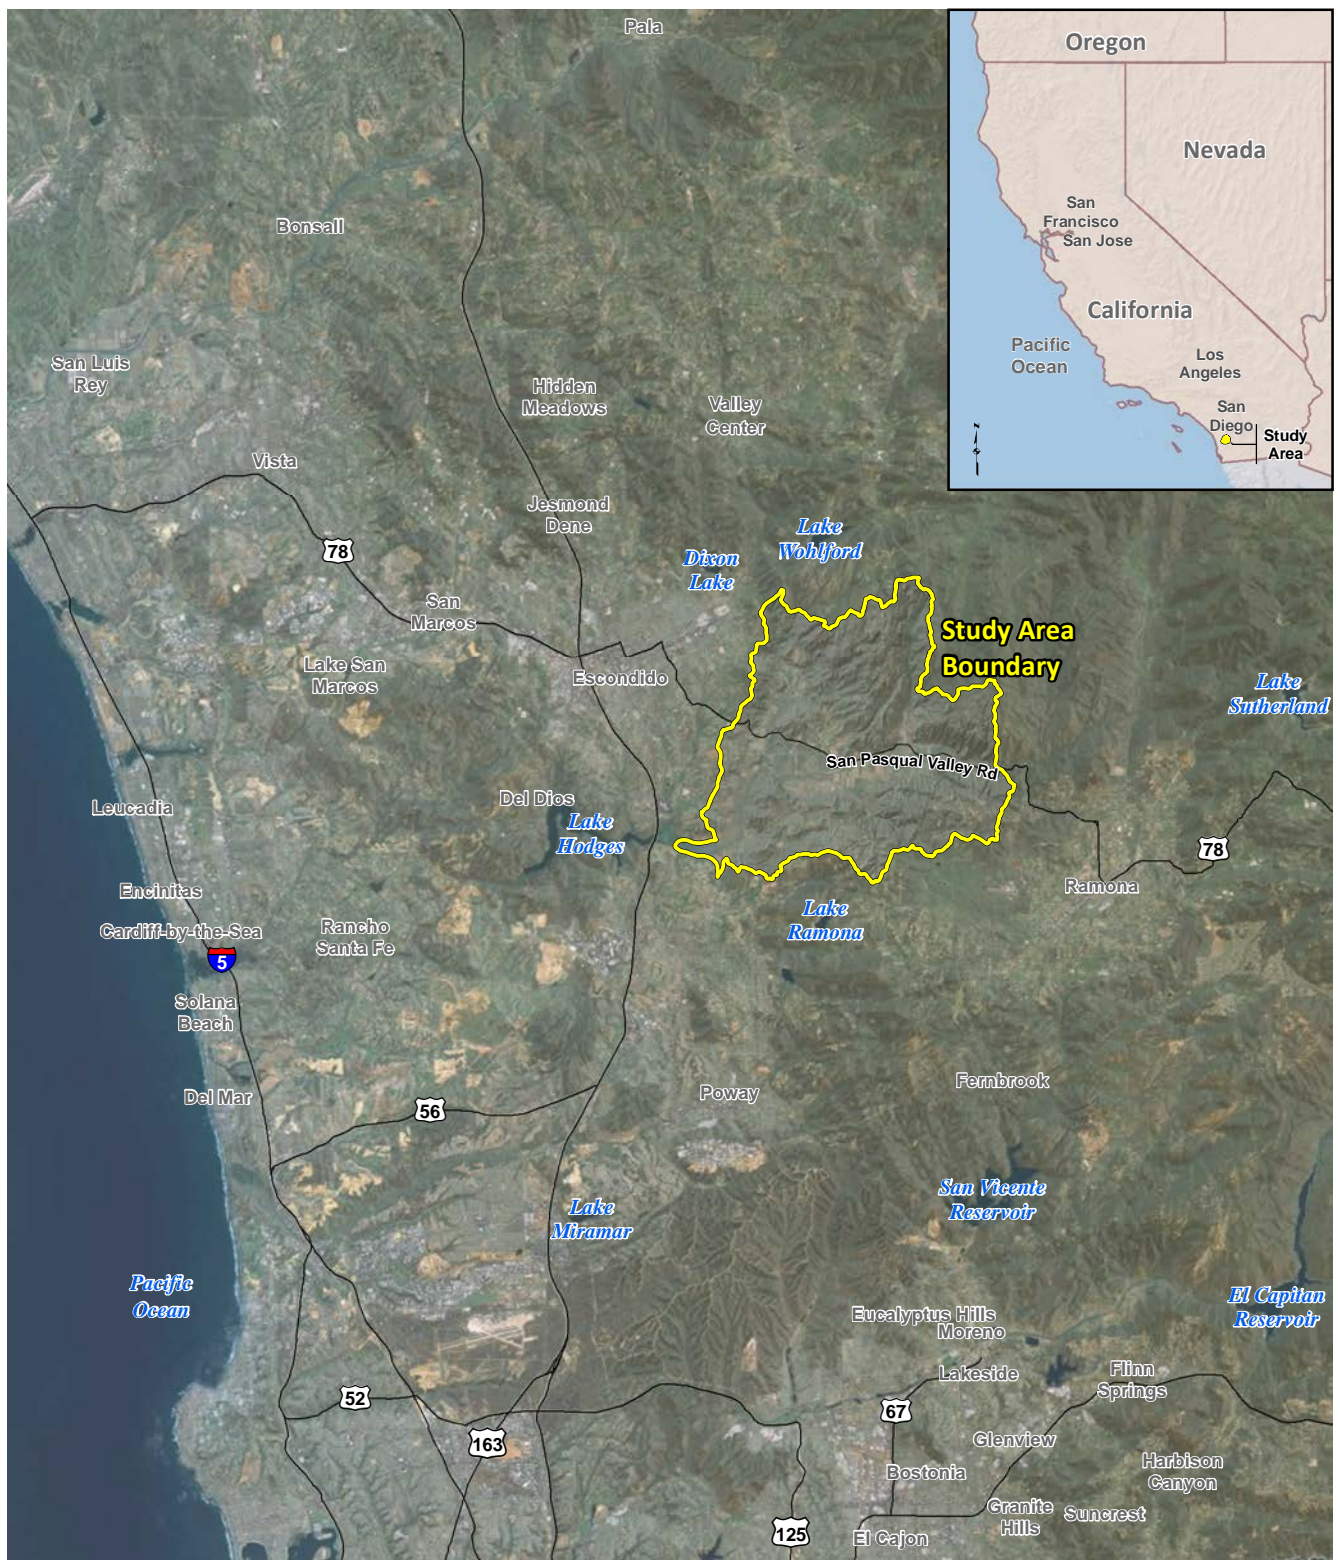 Pala
Oregon
Nevada
San
Francisco
San Jose
California
Pacific
Ocean
Los
Angeles
San
Diego
Study
Area
N
Bonsall
San Luis
Rey
Hidden
Meadows
Valley
Center
Vista
Jesmond
Dene
78
Lake
Wohlford
Dixon
Lake
San
Marcos
Study Area
Boundary
Lake San
Marcos
Escondido
Lake
Sutherland
San Pasqual Valley Rd
Leucadia
Del Dios
Lake
Hodges
78
Encinitas
Ramona
Cardiff-by-the-Sea
Rancho
Santa Fe
Lake
Ramona
5
Solana
Beach
Del Mar
Poway
Fernbrook
56
San Vicente
Reservoir
Lake
Miramar
Pacific
Ocean
El Capitan
Reservoir
Eucalyptus Hills
Moreno
Lakeside
Flinn
Springs
52
67
163
Glenview
Bostonia
Harbison
Canyon
Granite
Hills
Suncrest
125
El Cajon